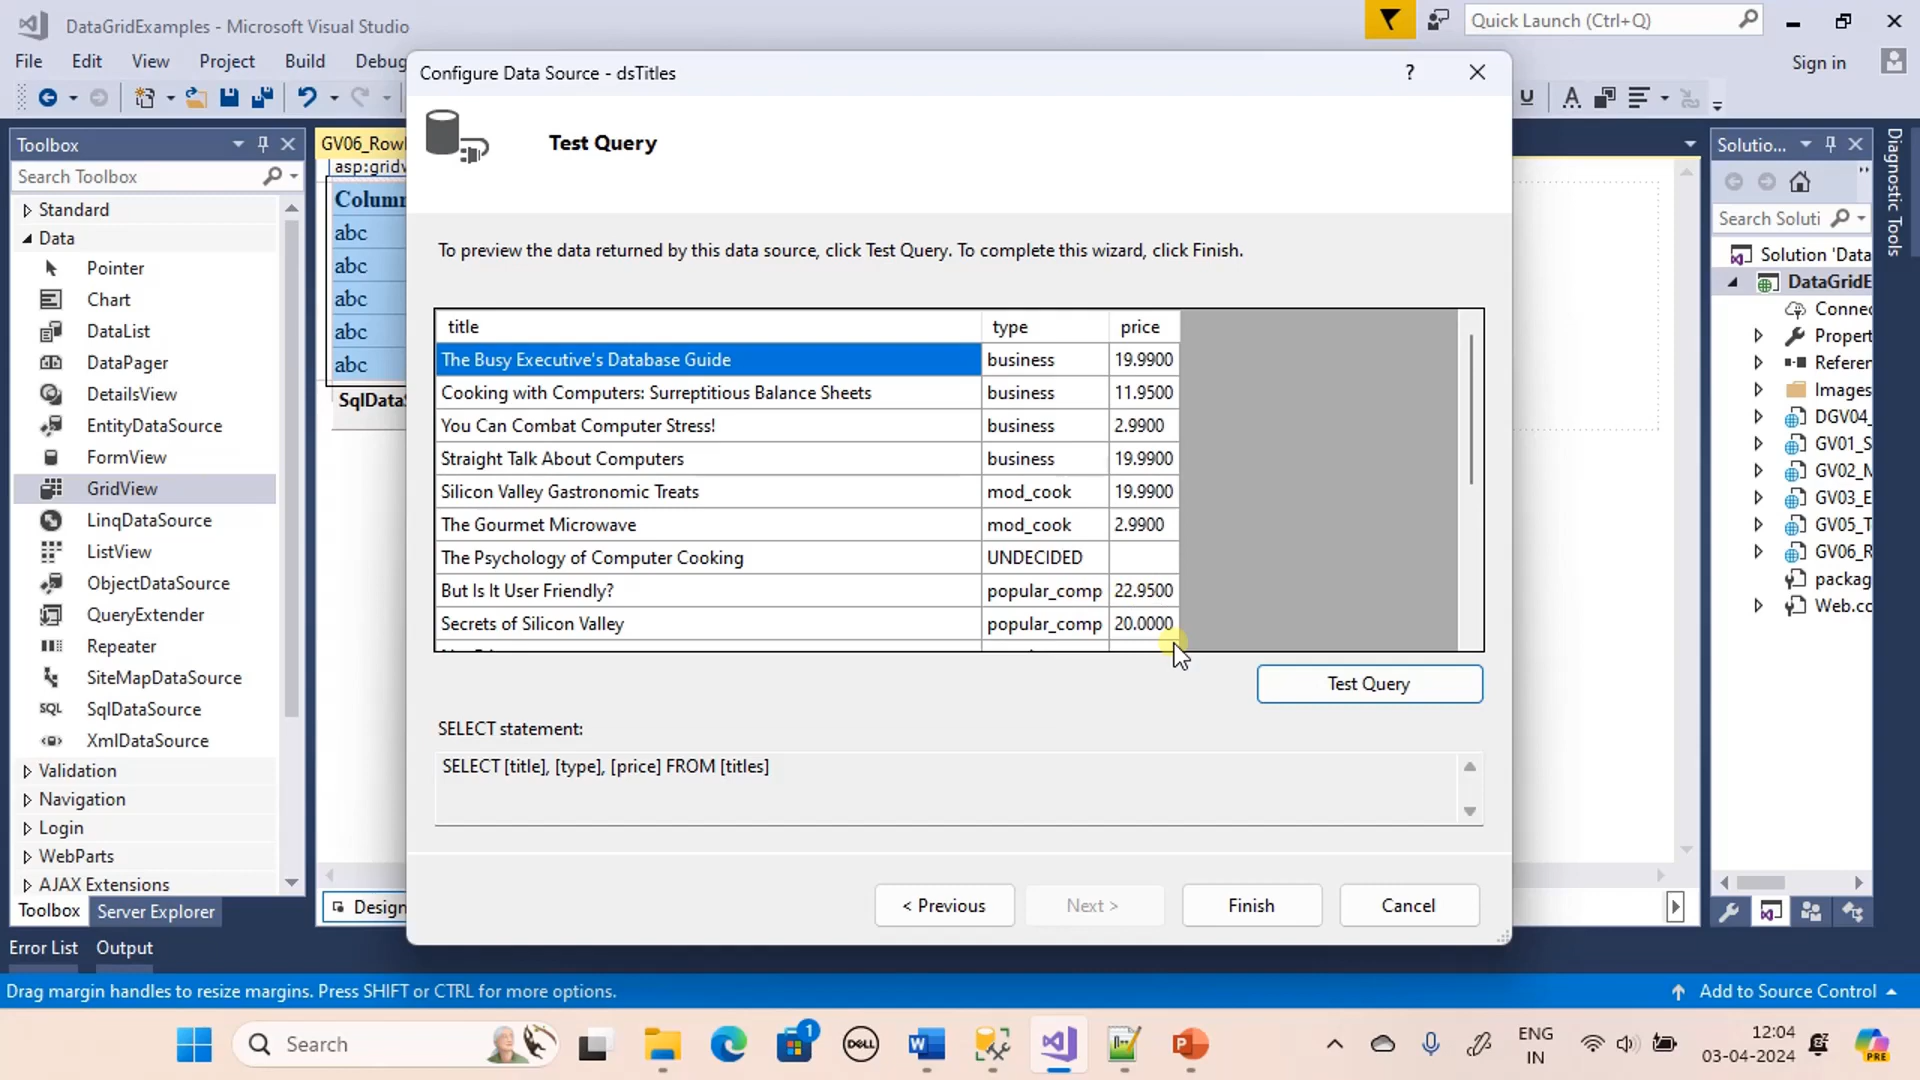 DataGridExamples - Microsoft Visual Studio
Quick Launch (Ctrl+Q)
File Edit View Project Build Debug
Sign in
Configure Data Source - dsTitles
Test Query
To preview the data returned by this data source, click Test Query. To complete this wizard, click Finish.
title type price
The Busy Executive's Database Guide business 19.9900
Cooking with Computers: Surreptitious Balance Sheets business 11.9500
You Can Combat Computer Stress! business 2.9900
Straight Talk About Computers business 19.9900
Silicon Valley Gastronomic Treats mod_cook 19.9900
The Gourmet Microwave mod_cook 2.9900
The Psychology of Computer Cooking UNDECIDED
But Is It User Friendly? popular_comp 22.9500
Secrets of Silicon Valley popular_comp 20.0000
Test Query
SELECT statement:
SELECT [title], [type], [price] FROM [titles]
< Previous Next > Finish Cancel
Toolbox
Search Toolbox
Standard
Data
Pointer
Chart
DataList
DataPager
DetailsView
EntityDataSource
FormView
GridView
LinqDataSource
ListView
ObjectDataSource
QueryExtender
Repeater
SiteMapDataSource
SqlDataSource
XmlDataSource
Validation
Navigation
Login
WebParts
AJAX Extensions
Toolbox Server Explorer
GV06_Row
asp:gridv
Column
abc
abc
abc
abc
abc
SqlDataS
Design
Solutio...
Search Soluti
Solution 'Data
DataGridE
Connec
Propert
Referen
Images
DGV04_
GV01_S
GV02_N
GV03_E
GV05_T
GV06_R
packag
Web.co
Diagnostic Tools
Error List Output
Drag margin handles to resize margins. Press SHIFT or CTRL for more options.
Add to Source Control
Search
1
DELL
W
P
ENG
IN
12:04
03-04-2024
PRE